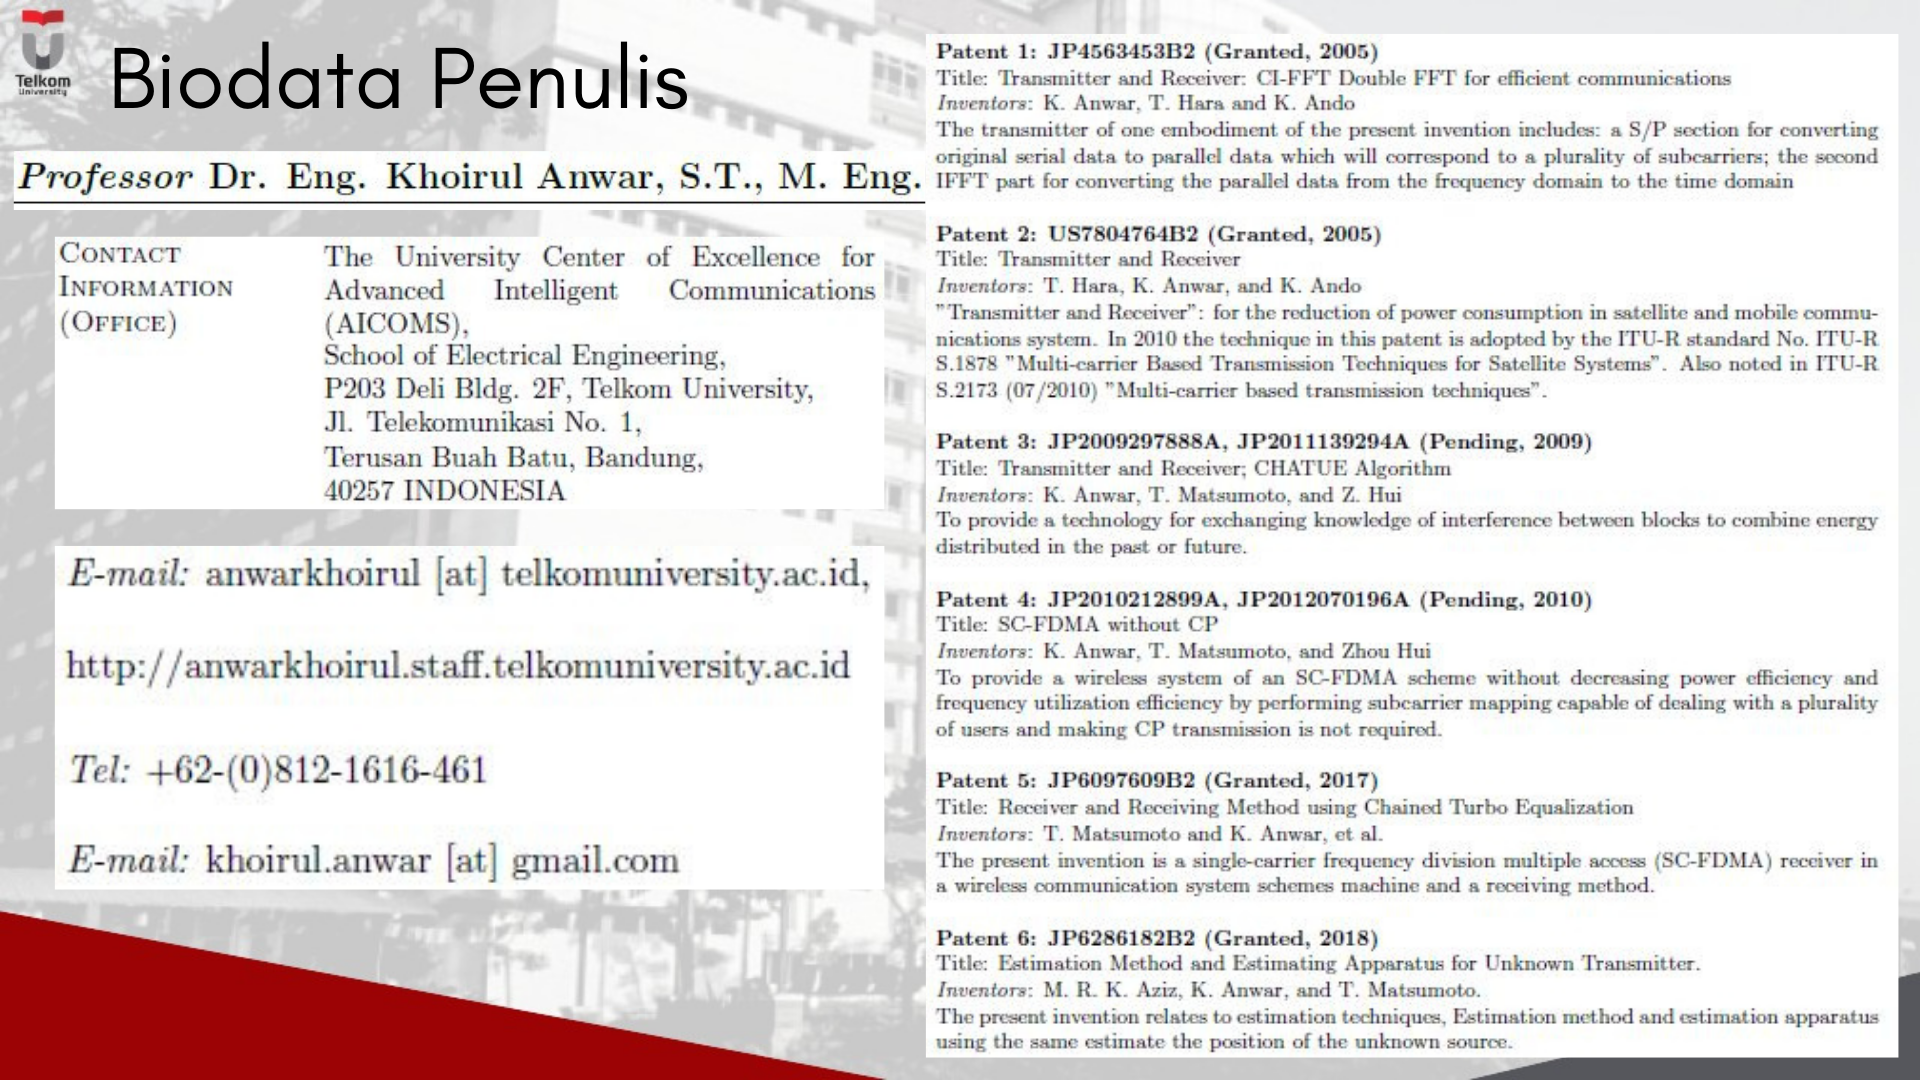 Telkom
University
Biodata Penulis
Professor Dr. Eng. Khoirul Anwar, S.T., M. Eng.
CONTACT
INFORMATION
(OFFICE)
The University Center of Excellence for
Advanced Intelligent Communications
(AICOMS),
School of Electrical Engineering,
P203 Deli Bldg. 2F, Telkom University,
Jl. Telekomunikasi No. 1,
Terusan Buah Batu, Bandung,
40257 INDONESIA
E-mail: anwarkhoirul [at] telkomuniversity.ac.id,
http://anwarkhoirul.staff.telkomuniversity.ac.id
Tel: +62-(0)812-1616-461
E-mail: khoirul.anwar [at] gmail.com
Patent 1: JP4563453B2 (Granted, 2005)
Title: Transmitter and Receiver: CI-FFT Double FFT for efficient communications
Inventors: K. Anwar, T. Hara and K. Ando
The transmitter of one embodiment of the present invention includes: a S/P section for converting
original serial data to parallel data which will correspond to a plurality of subcarriers; the second
IFFT part for converting the parallel data from the frequency domain to the time domain
Patent 2: US7804764B2 (Granted, 2005)
Title: Transmitter and Receiver
Inventors: T. Hara, K. Anwar, and K. Ando
"Transmitter and Receiver": for the reduction of power consumption in satellite and mobile commu-
nications system. In 2010 the technique in this patent is adopted by the ITU-R standard No. ITU-R
S.1878 "Multi-carrier Based Transmission Techniques for Satellite Systems". Also noted in ITU-R
S.2173 (07/2010) "Multi-carrier based transmission techniques".
Patent 3: JP2009297888A, JP2011139294A (Pending, 2009)
Title: Transmitter and Receiver; CHATUE Algorithm
Inventors: K. Anwar, T. Matsumoto, and Z. Hui
To provide a technology for exchanging knowledge of interference between blocks to combine energy
distributed in the past or future.
Patent 4: JP2010212899A, JP2012070196A (Pending, 2010)
Title: SC-FDMA without CP
Inventors: K. Anwar, T. Matsumoto, and Zhou Hui
To provide a wireless system of an SC-FDMA scheme without decreasing power efficiency and
frequency utilization efficiency by performing subcarrier mapping capable of dealing with a plurality
of users and making CP transmission is not required.
Patent 5: JP6097609B2 (Granted, 2017)
Title: Receiver and Receiving Method using Chained Turbo Equalization
Inventors: T. Matsumoto and K. Anwar, et al.
The present invention is a single-carrier frequency division multiple access (SC-FDMA) receiver in
a wireless communication system schemes machine and a receiving method.
Patent 6: JP6286182B2 (Granted, 2018)
Title: Estimation Method and Estimating Apparatus for Unknown Transmitter.
Inventors: M. R. K. Aziz, K. Anwar, and T. Matsumoto.
The present invention relates to estimation techniques, Estimation method and estimation apparatus
using the same estimate the position of the unknown source.